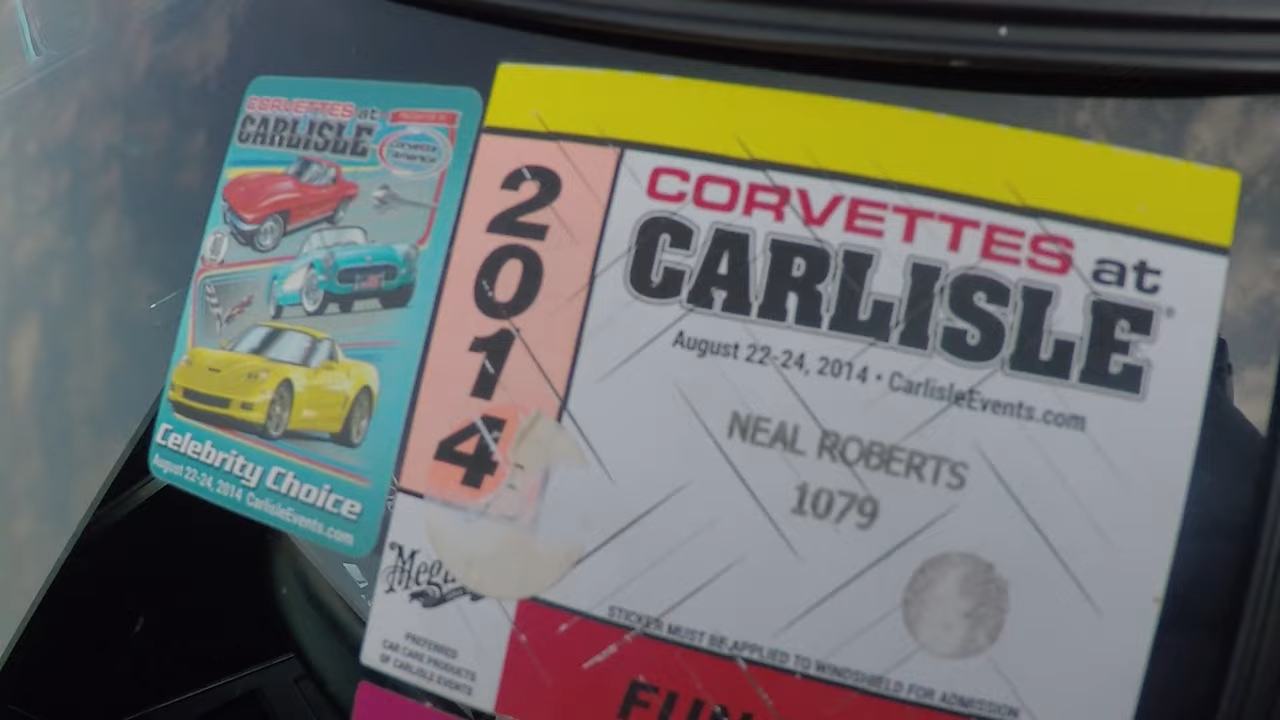 CORVETTES at
CARLISLE
Corvette
America
Celebrity Choice
August 22-24, 2014 CarlisleEvents.com
2014
CORVETTES at
CARLISLE®
August 22-24, 2014 • CarlisleEvents.com
NEAL ROBERTS
1079
PREFERRED
CAR CARE PRODUCTS
OF CARLISLE EVENTS
STICKER MUST BE APPLIED TO WINDSHIELD FOR ADMISSION